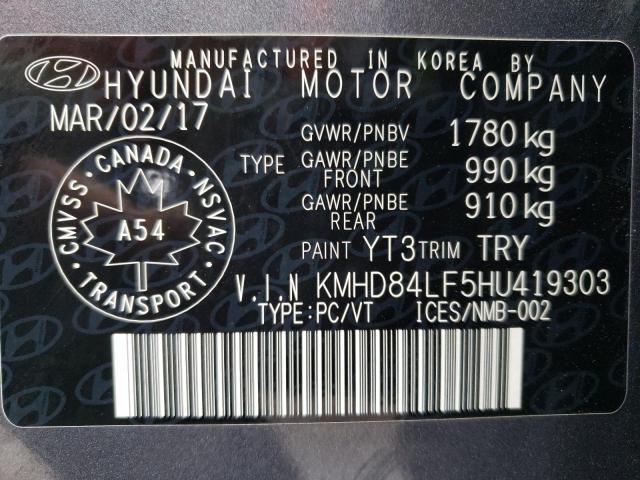 MANUFACTURED IN KOREA BY
HYUNDAI MOTOR COMPANY
MAR/02/17
GVWR/PNBV 1780 kg
TYPE GAWR/PNBE FRONT 990 kg
GAWR/PNBE REAR 910 kg
CANADA
CMVSS NSVAC
A54
TRANSPORT
PAINT YT3 TRIM TRY
V.I.N KMHD84LF5HU419303
TYPE:PC/VT ICES/NMB-002